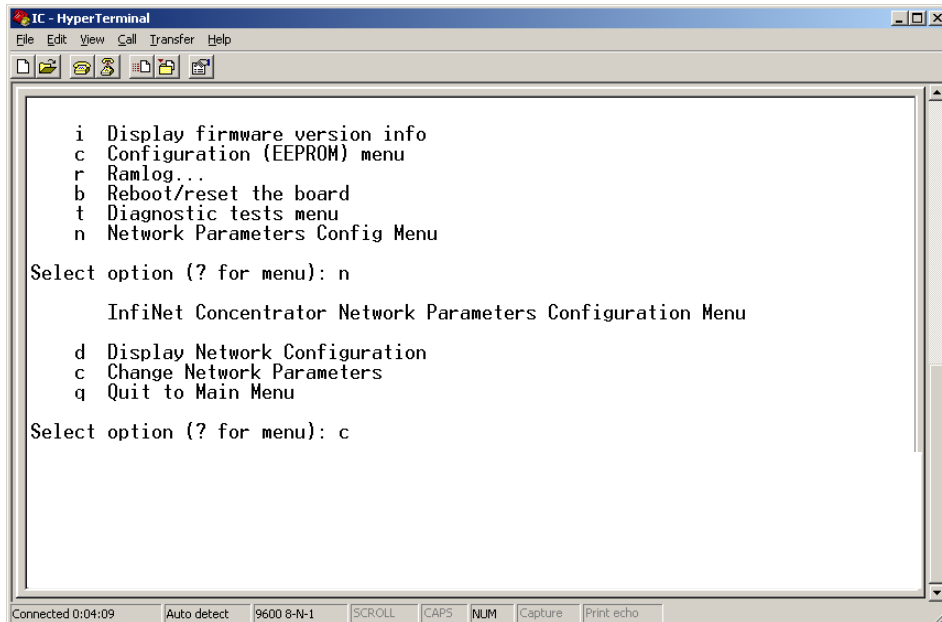 IC - HyperTerminal
File Edit View Call Transfer Help
i Display firmware version info
c Configuration (EEPROM) menu
r Ramlog...
b Reboot/reset the board
t Diagnostic tests menu
n Network Parameters Config Menu
Select option (? for menu): n
InfiNet Concentrator Network Parameters Configuration Menu
d Display Network Configuration
c Change Network Parameters
q Quit to Main Menu
Select option (? for menu): c
Connected 0:04:09 Auto detect 9600 8-N-1 SCROLL CAPS NUM Capture Print echo